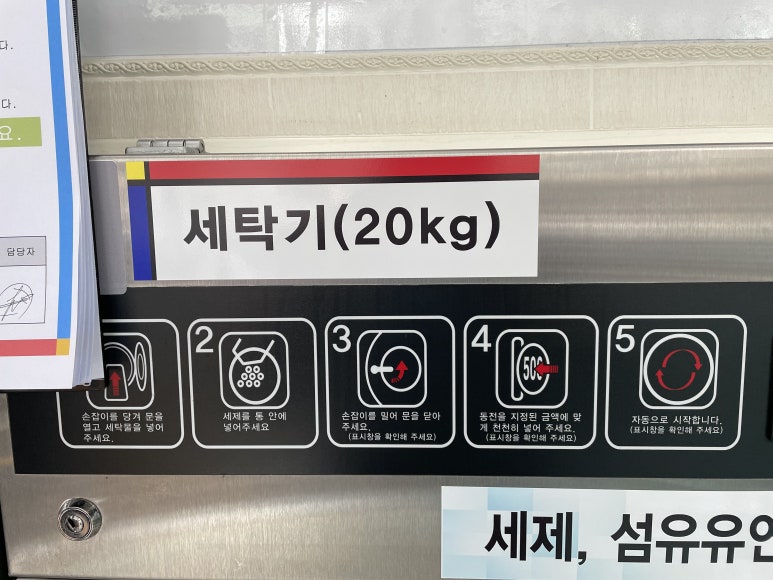 다.
다.
요.
담당자
세탁기(20kg)
손잡이를 당겨 문을
열고 세탁물을 넣어
주세요.
2
세제를 통 안에
넣어주세요
3
손잡이를 밀어 문을 닫아
주세요.
(표시창을 확인해 주세요)
4
500
동전을 지정된 금액에 맞
게 천천히 넣어 주세요.
(표시창을 확인해 주세요)
5
자동으로 시작합니다.
(표시창을 확인해 주세요)
세제, 섬유유연